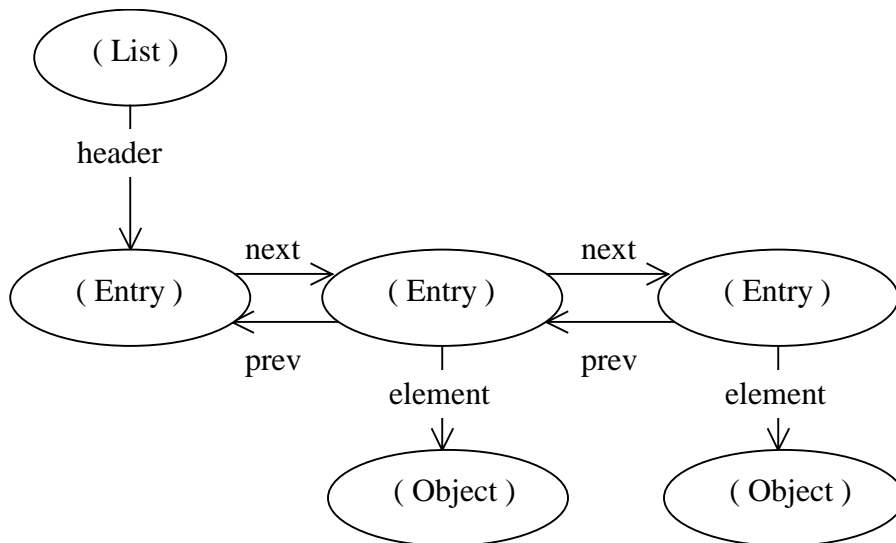 ( List )
header
next
next
( Entry )
( Entry )
( Entry )
prev
prev
element
element
( Object )
( Object )